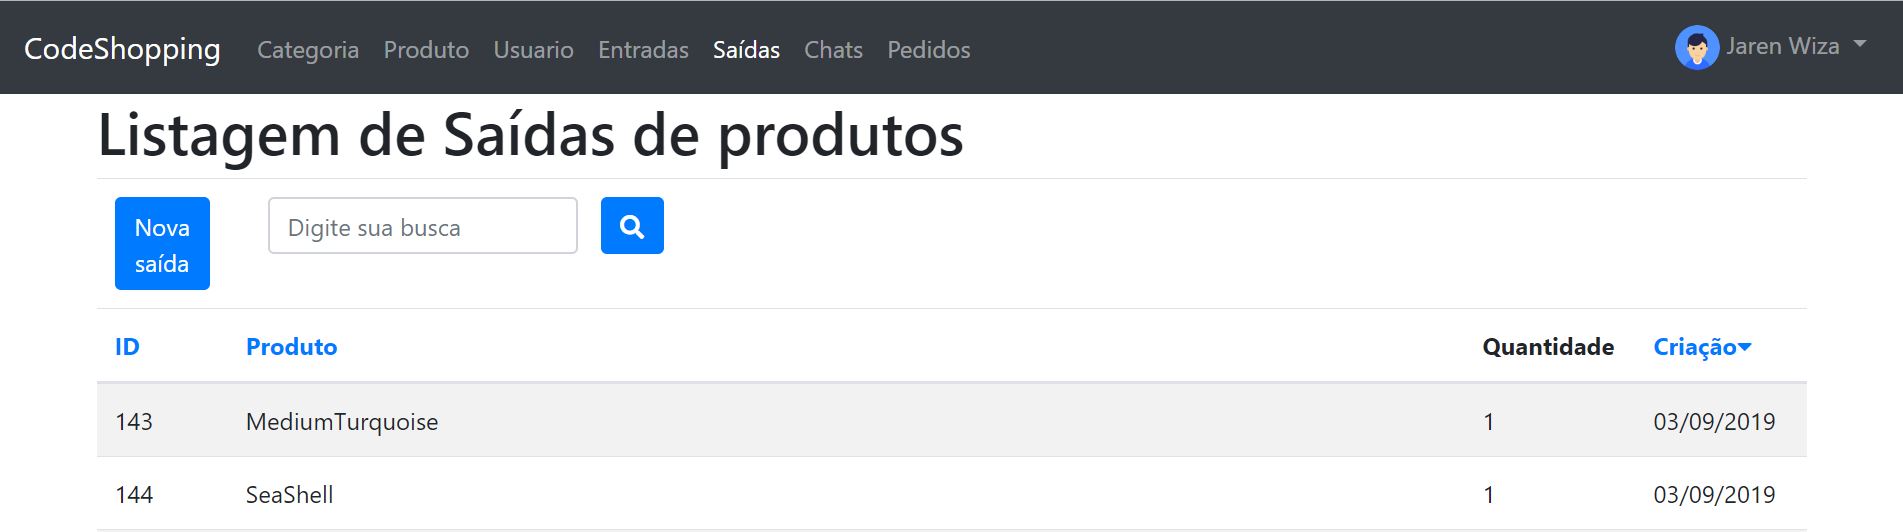 CodeShopping Categoria Produto Usuario Entradas Saídas Chats Pedidos Jaren Wiza
Listagem de Saídas de produtos
Nova
saída
Digite sua busca
ID Produto Quantidade Criação
143 MediumTurquoise 1 03/09/2019
144 SeaShell 1 03/09/2019